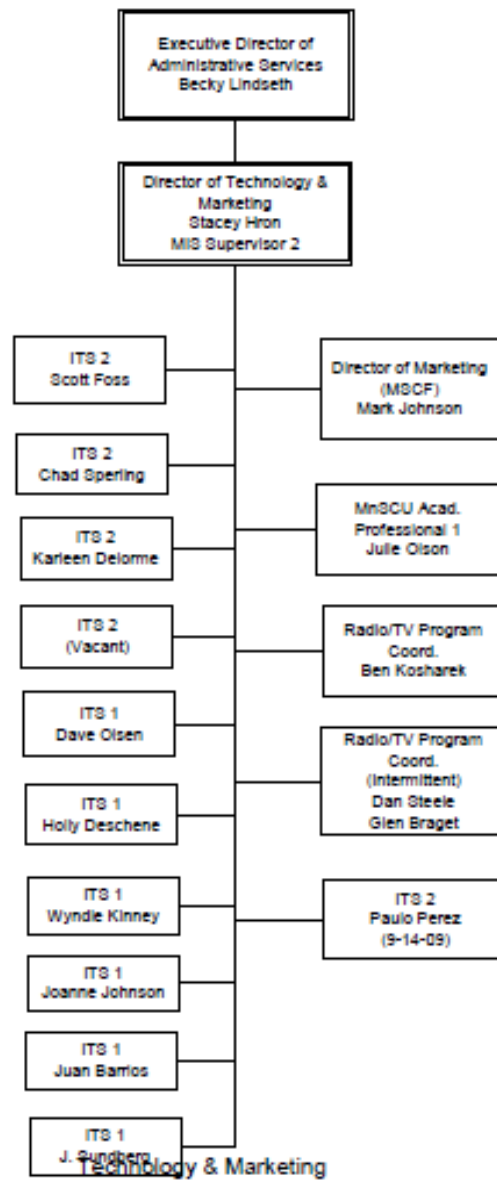 Executive Director of
Administrative Services
Becky Lindseth
Director of Technology &
Marketing
Stacey Hron
MIS Supervisor 2
ITS 2
Scott Foss
Director of Marketing
(MSCF)
Mark Johnson
ITS 2
Chad Sperling
MnSCU Acad.
Professional 1
Julie Olson
ITS 2
Karleen Delorme
ITS 2
(Vacant)
Radio/TV Program
Coord.
Ben Kosharek
ITS 1
Dave Olsen
Radio/TV Program
Coord.
(Intermittent)
Dan Steele
Glen Braget
ITS 1
Holly Deschene
ITS 1
Wyndie Kinney
ITS 2
Paulo Perez
(9-14-09)
ITS 1
Joanne Johnson
ITS 1
Juan Barrios
ITS 1
J. Sundberg
Technology & Marketing